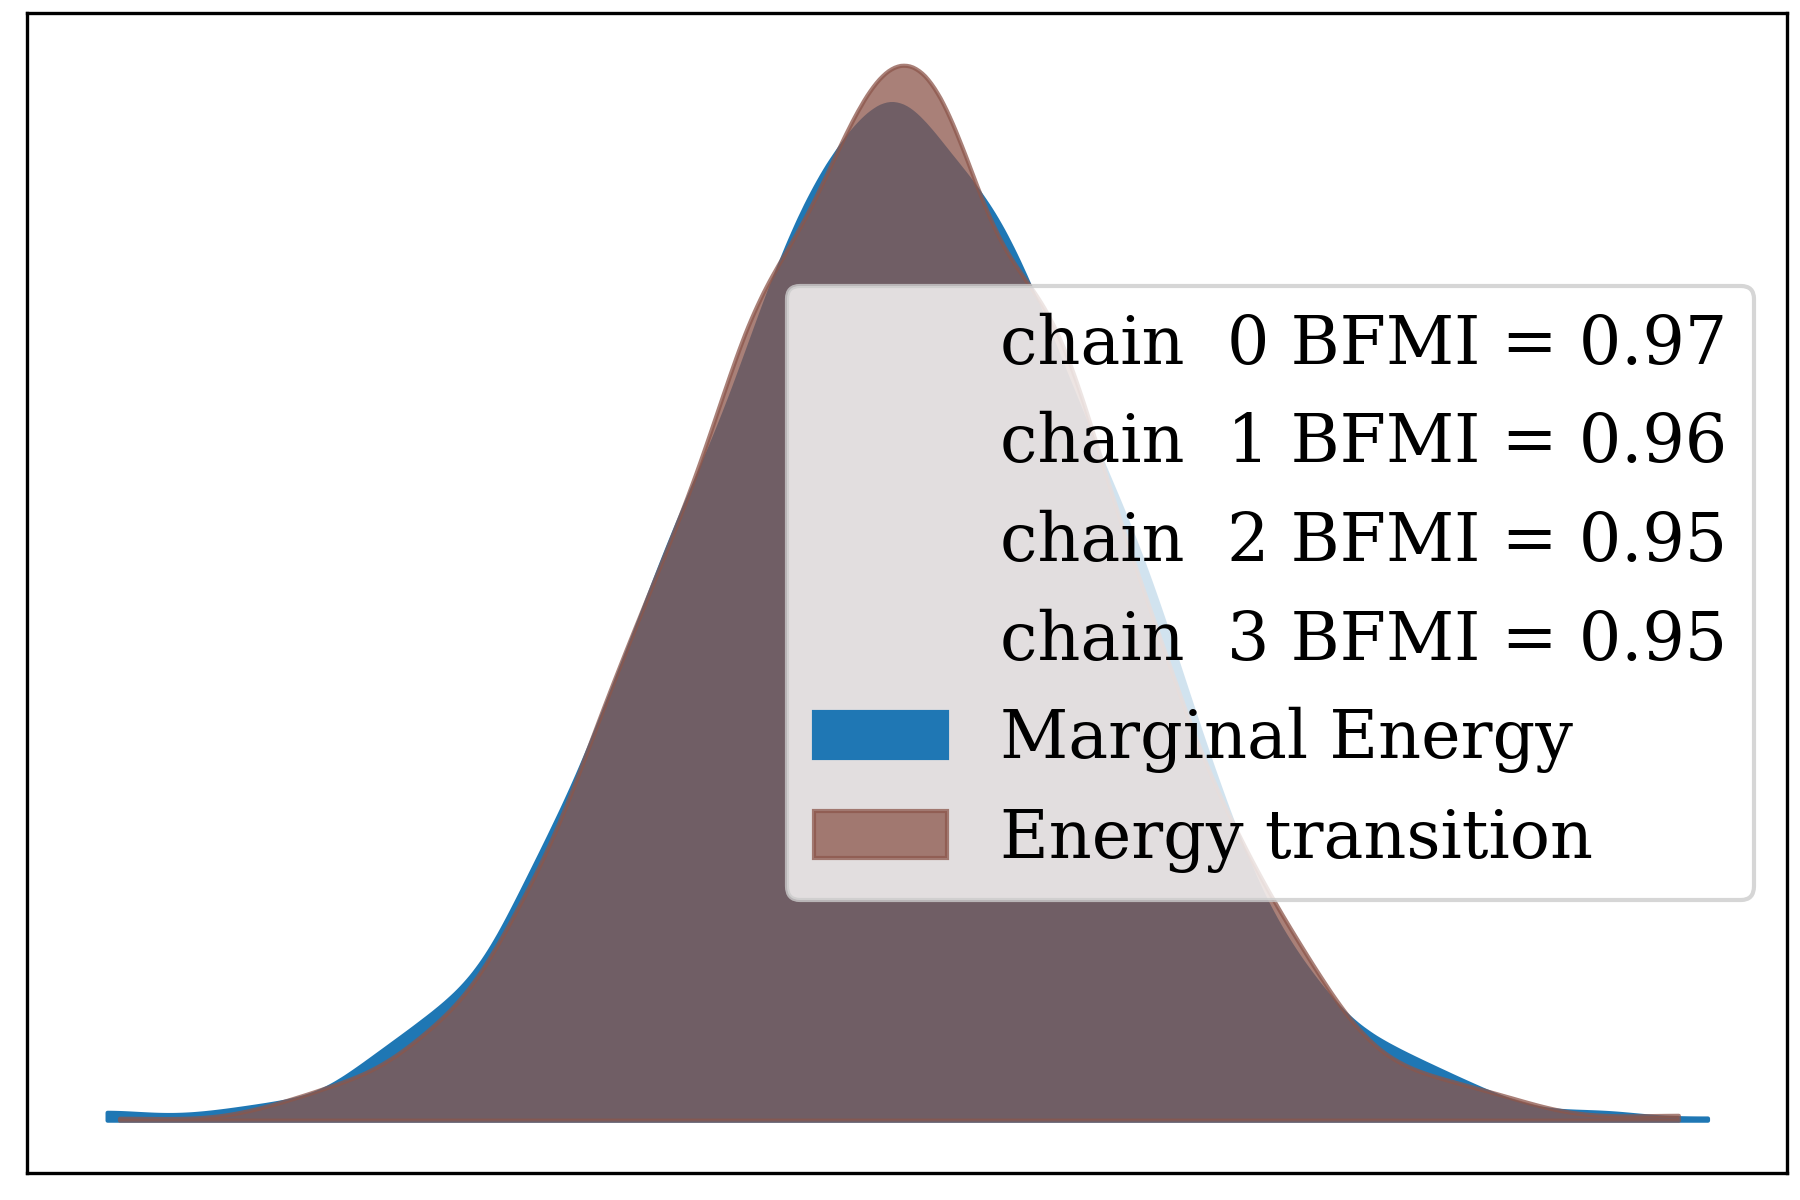 chain  0 BFMI = 0.97
chain  1 BFMI = 0.96
chain  2 BFMI = 0.95
chain  3 BFMI = 0.95
Marginal Energy
Energy transition